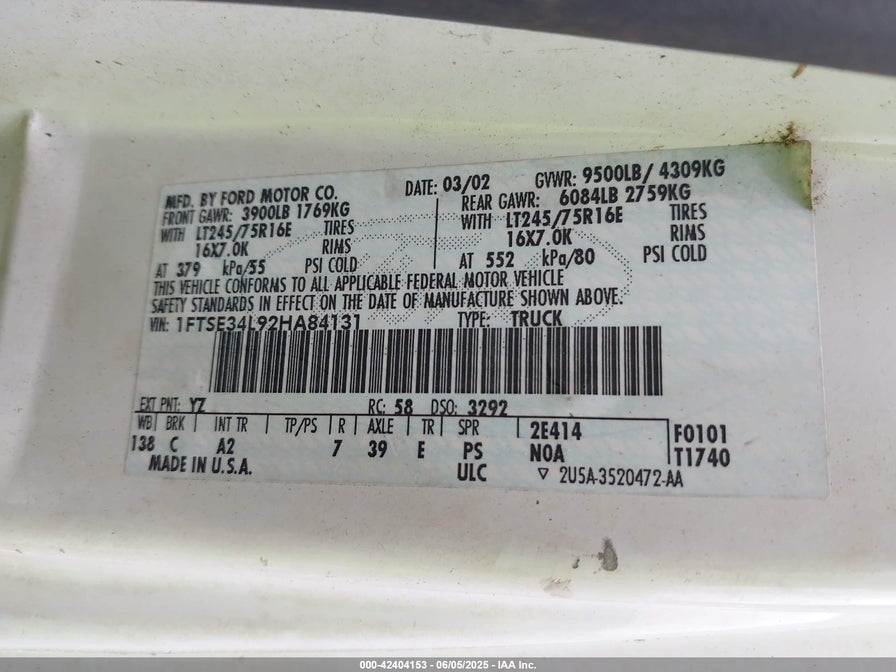 MFD. BY FORD MOTOR CO. DATE: 03/02 GVWR: 9500LB/ 4309KG
FRONT GAWR: 3900LB 1769KG REAR GAWR: 6084LB 2759KG
WITH LT245/75R16E TIRES WITH LT245/75R16E TIRES
16X7.0K RIMS 16X7.0K RIMS
AT 379 kPa/55 PSI COLD AT 552 kPa/80 PSI COLD
THIS VEHICLE CONFORMS TO ALL APPLICABLE FEDERAL MOTOR VEHICLE
SAFETY STANDARDS IN EFFECT ON THE DATE OF MANUFACTURE SHOWN ABOVE.
VIN: 1FTSE34L92HA84131 TYPE: TRUCK
EXT PNT: YZ RC: 58 DSO: 3292
WB BRK INT TR TP/PS R AXLE TR SPR 2E414 F0101
138 C A2 7 39 E PS NOA T1740
MADE IN U.S.A. ULC ▽ 2U5A-3520472-AA
000-42404153 - 06/05/2025 - IAA Inc.